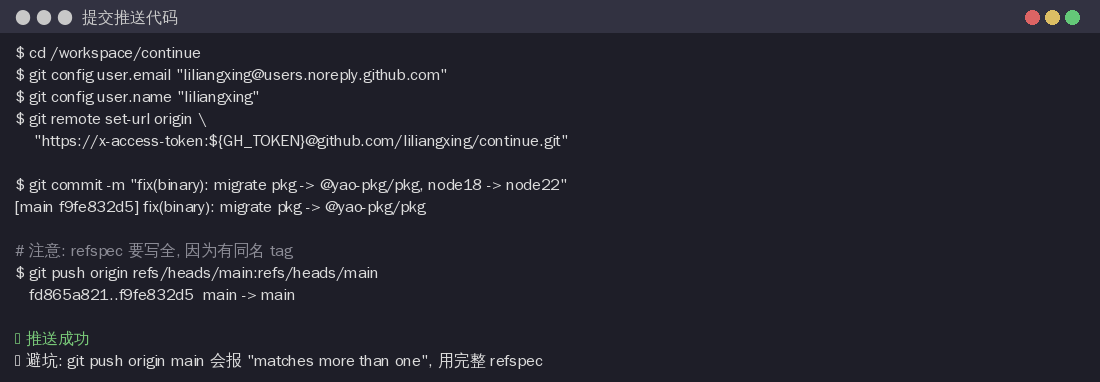 提交推送代码
$ cd /workspace/continue
$ git config user.email "liliangxing@users.noreply.github.com"
$ git config user.name "liliangxing"
$ git remote set-url origin \
"https://x-access-token:${GH_TOKEN}@github.com/liliangxing/continue.git"
$ git commit -m "fix(binary): migrate pkg -> @yao-pkg/pkg, node18 -> node22"
[main f9fe832d5] fix(binary): migrate pkg -> @yao-pkg/pkg
# 注意: refspec 要写全, 因为有同名 tag
$ git push origin refs/heads/main:refs/heads/main
fd865a821..f9fe832d5 main -> main
推送成功
避坑: git push origin main 会报 "matches more than one", 用完整 refspec